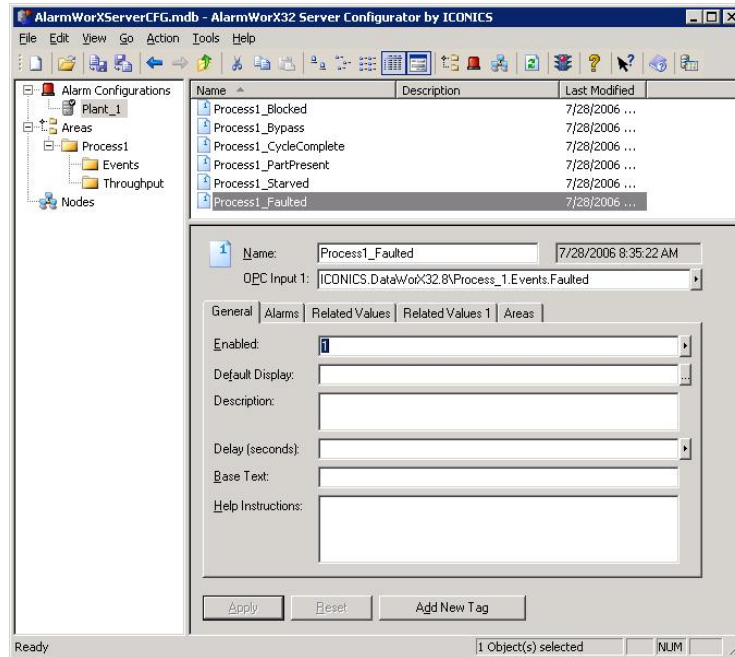 AlarmWorXServerCFG.mdb - AlarmWorX32 Server Configurator by ICONICS
File Edit View Go Action Tools Help
Alarm Configurations
Plant_1
Areas
Process1
Events
Throughput
Nodes
Name Description Last Modified
Process1_Blocked 7/28/2006 ...
Process1_Bypass 7/28/2006 ...
Process1_CycleComplete 7/28/2006 ...
Process1_PartPresent 7/28/2006 ...
Process1_Starved 7/28/2006 ...
Process1_Faulted 7/28/2006 ...
Name: Process1_Faulted 7/28/2006 8:35:22 AM
OPC Input 1: ICONICS.DataWorX32.8\Process_1.Events.Faulted
General Alarms Related Values Related Values 1 Areas
Enabled: 1
Default Display: ...
Description:
Delay (seconds):
Base Text:
Help Instructions:
Apply Reset Add New Tag
Ready 1 Object(s) selected NUM